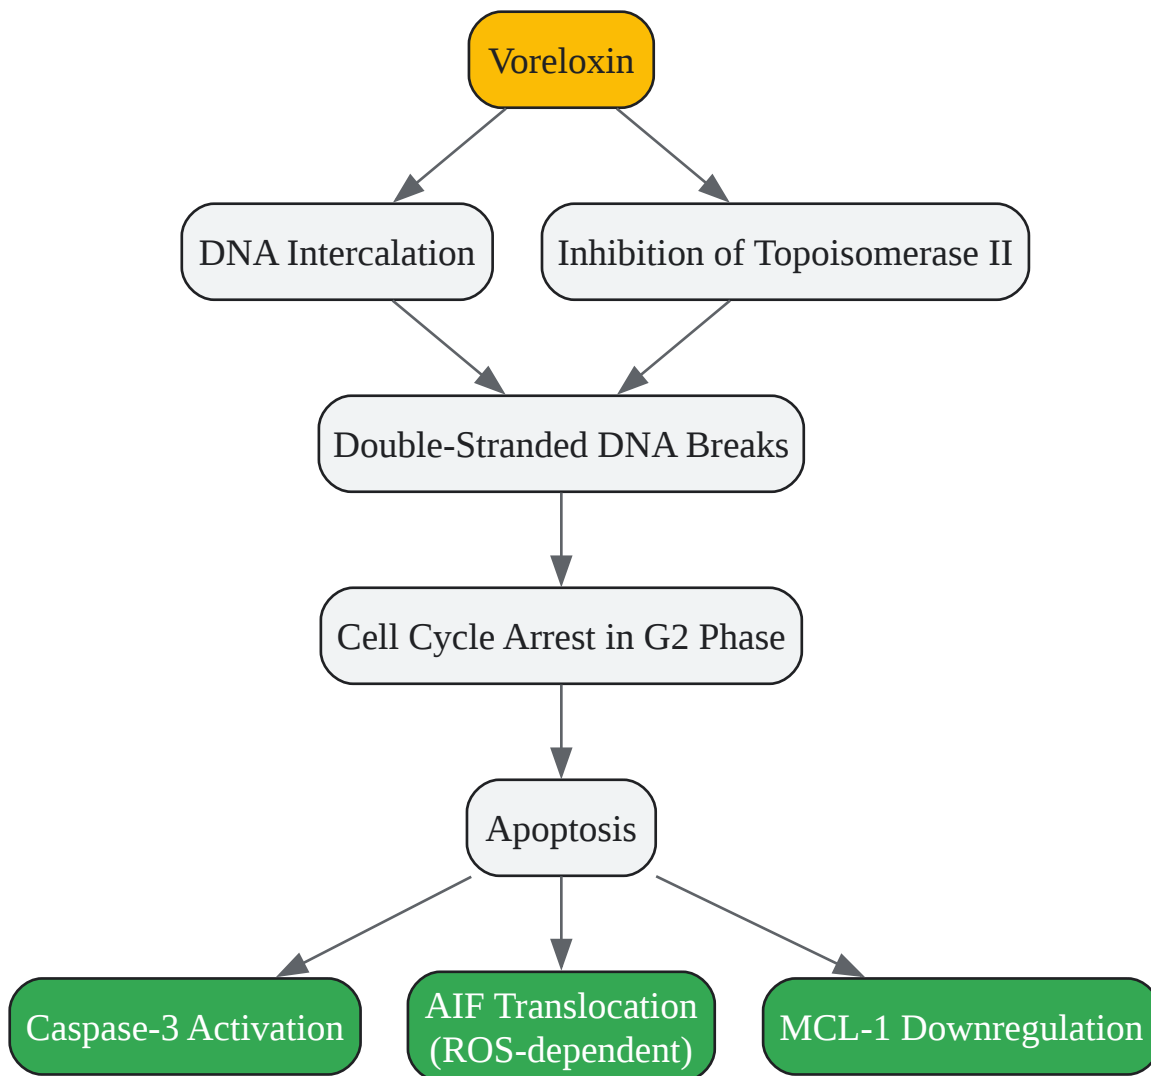 Voreloxin
DNA Intercalation
Inhibition of Topoisomerase II
Double-Stranded DNA Breaks
Cell Cycle Arrest in G2 Phase
Apoptosis
Caspase-3 Activation
AIF Translocation
(ROS-dependent)
MCL-1 Downregulation